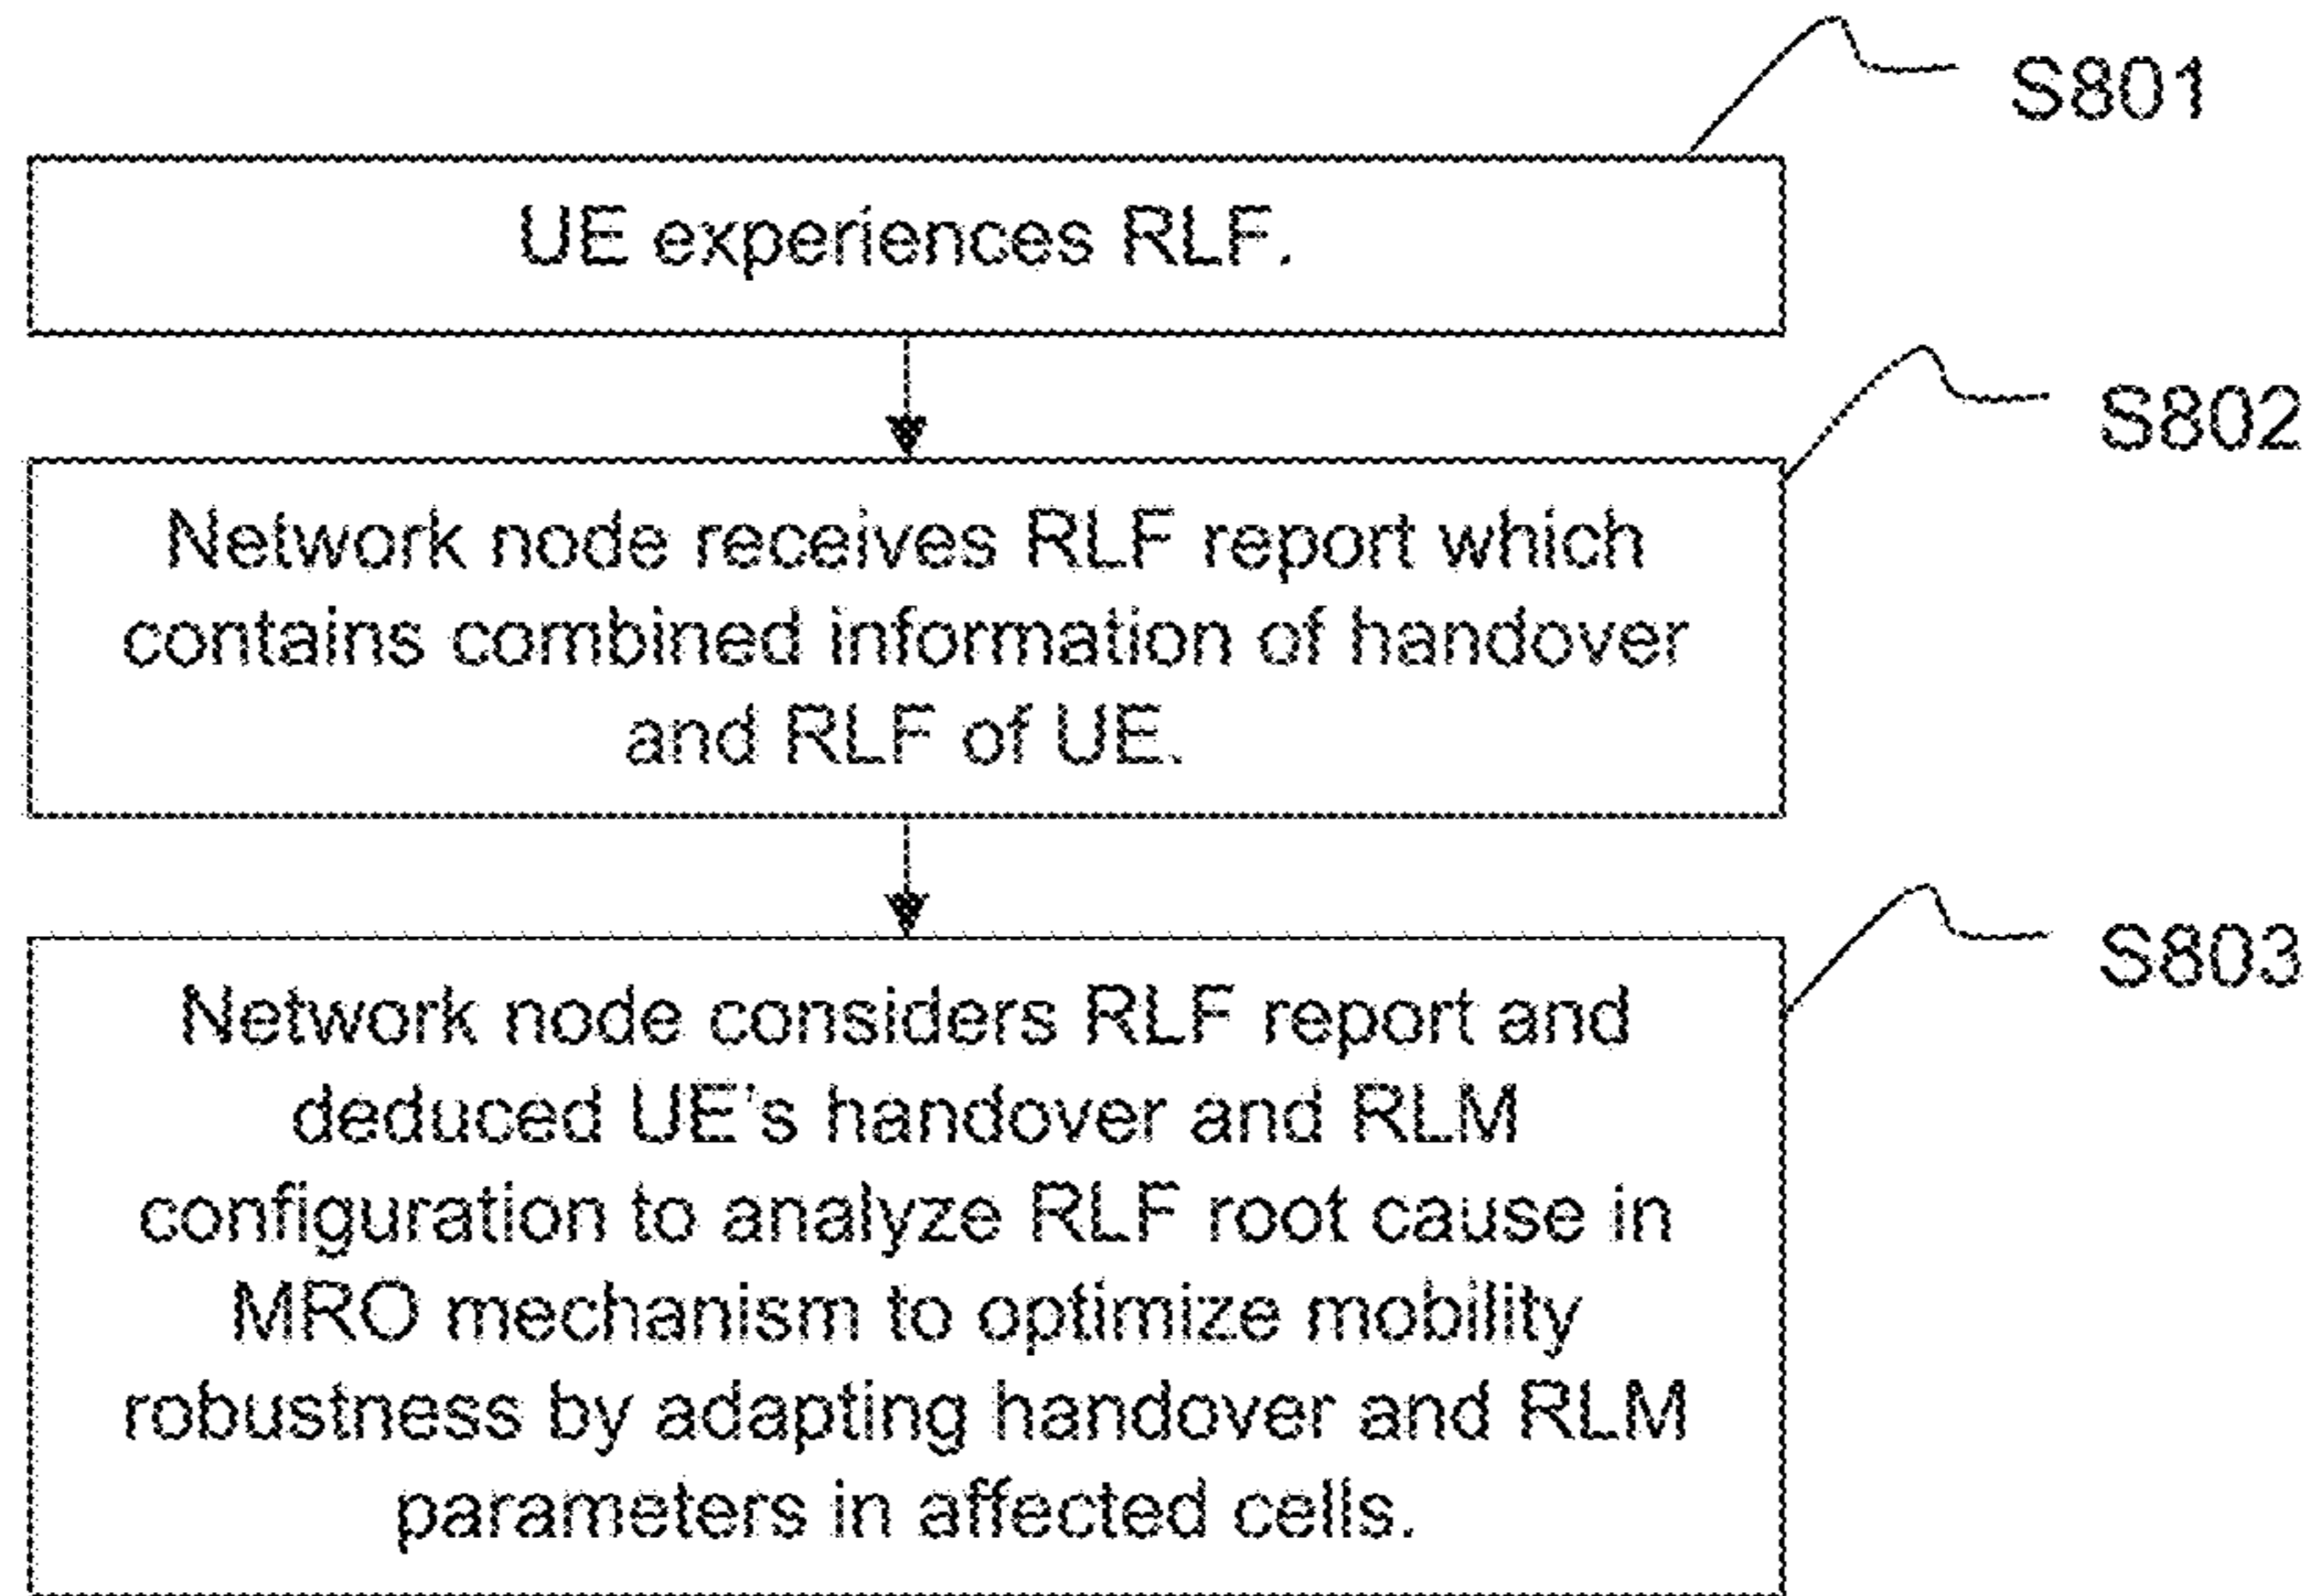 S801
UE experiences RLF.
S802
Network node receives RLF report which
contains combined information of handover
and RLF of UE.
S803
Network node considers RLF report and
deduced UE's handover and RLM
configuration to analyze RLF root cause in
MRO mechanism to optimize mobility
robustness by adapting handover and RLM
parameters in affected cells.